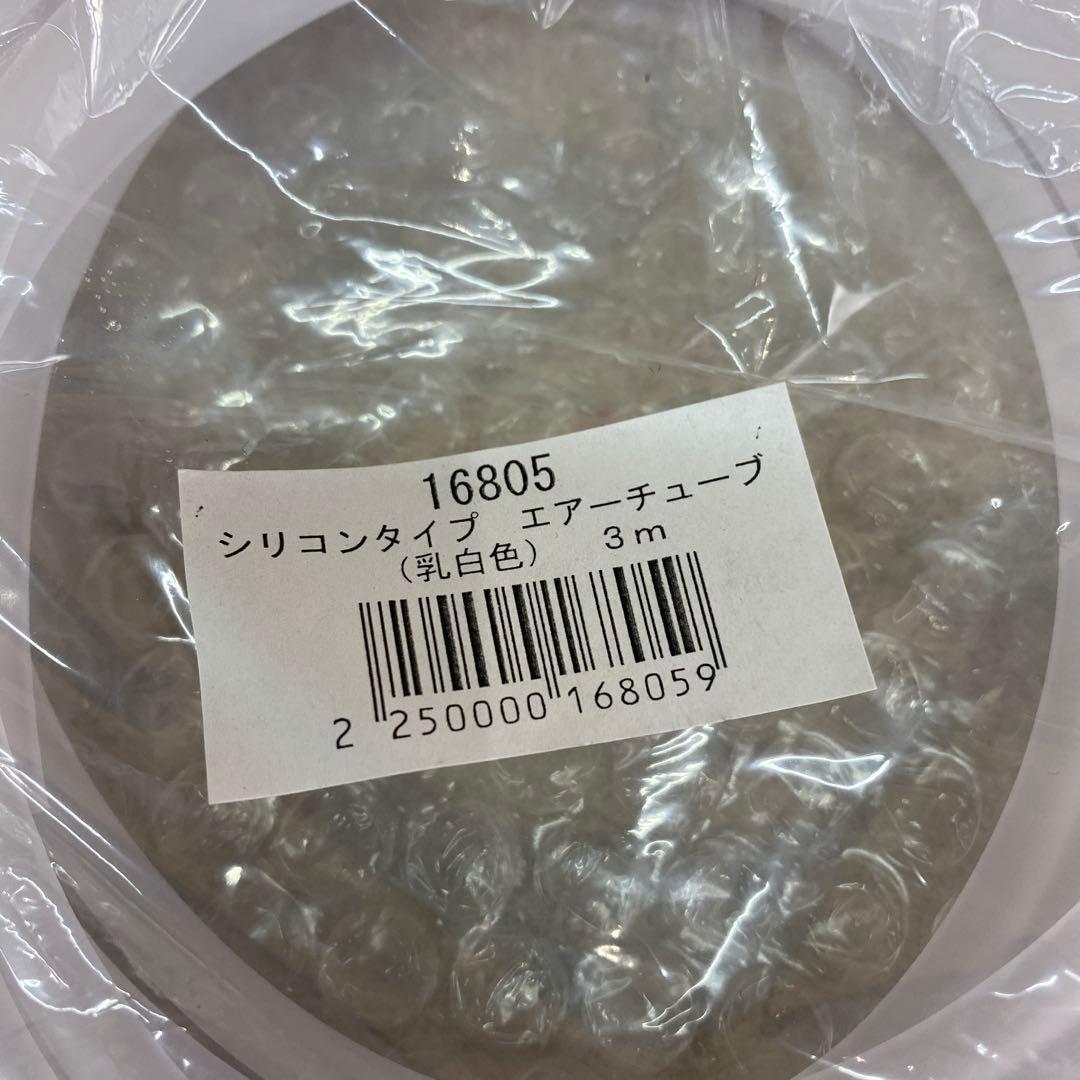 16805
シリコンタイプ　エアーチューブ
（乳白色）　　３ｍ
2 250000 168059